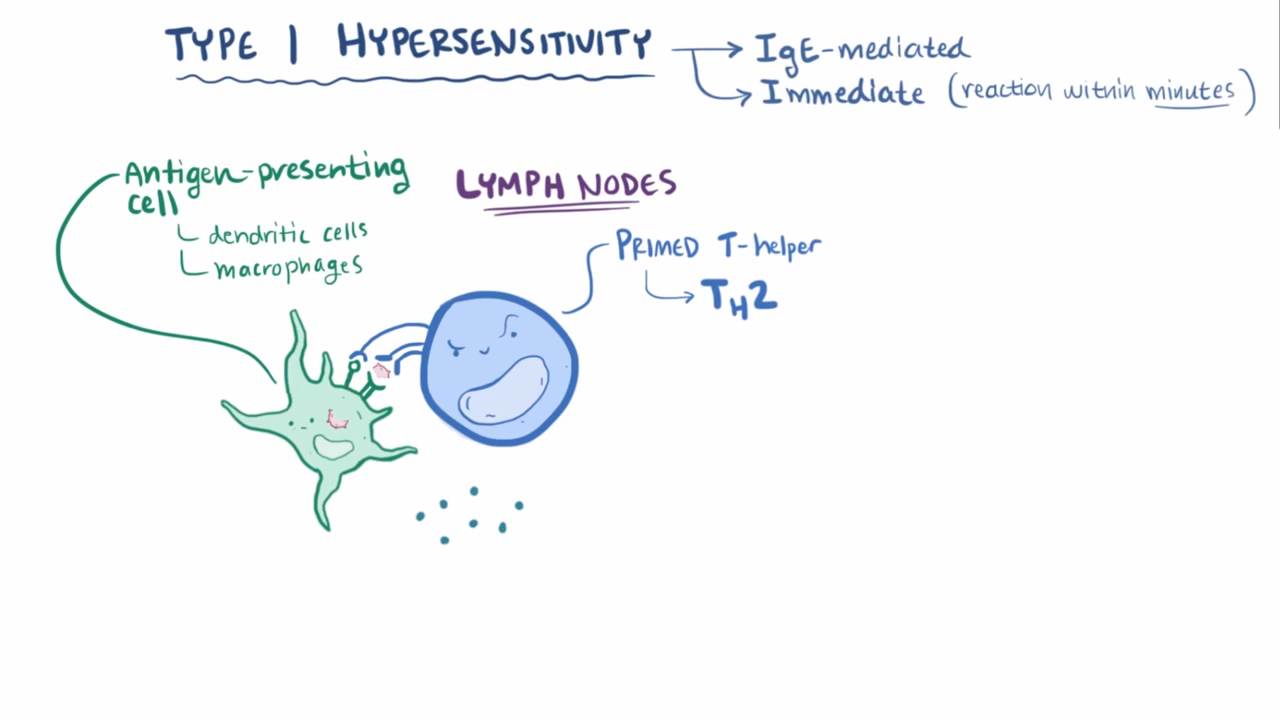 TYPE I HYPERSENSITIVITY
IgE-mediated
Immediate (reaction within minutes)
Antigen-presenting
cell
dendritic cells
macrophages
LYMPH NODES
PRIMED T-helper
TH2